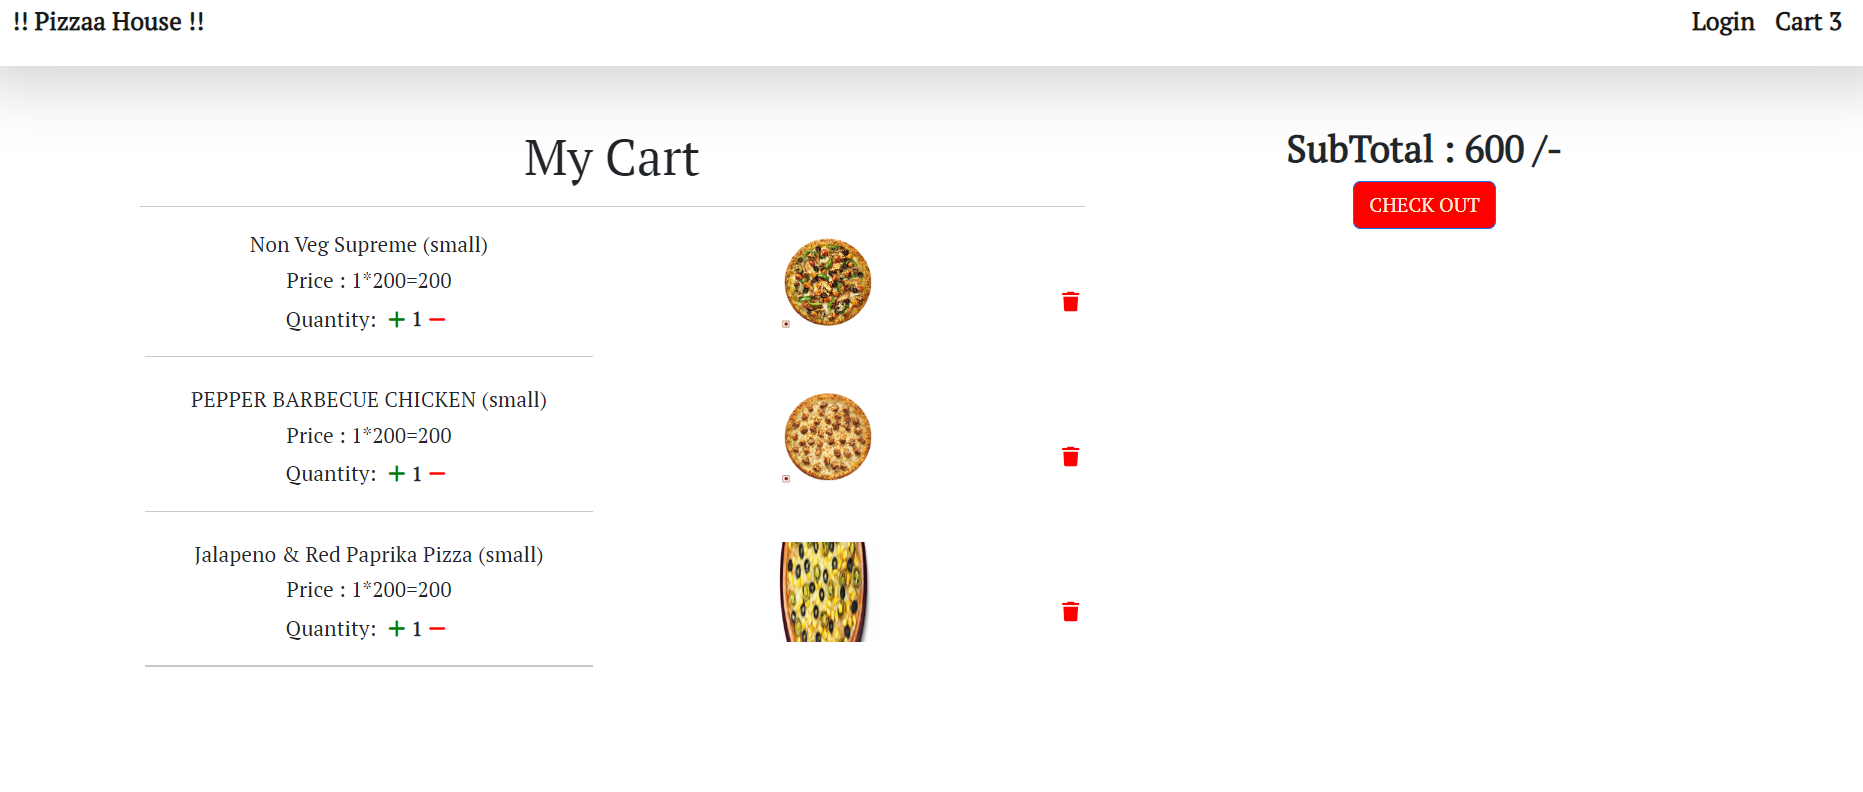 !! Pizzaa House !!
Login Cart 3
My Cart
Non Veg Supreme (small)
Price : 1*200=200
Quantity: + 1 −
PEPPER BARBECUE CHICKEN (small)
Price : 1*200=200
Quantity: + 1 −
Jalapeno & Red Paprika Pizza (small)
Price : 1*200=200
Quantity: + 1 −
SubTotal : 600 /-
CHECK OUT